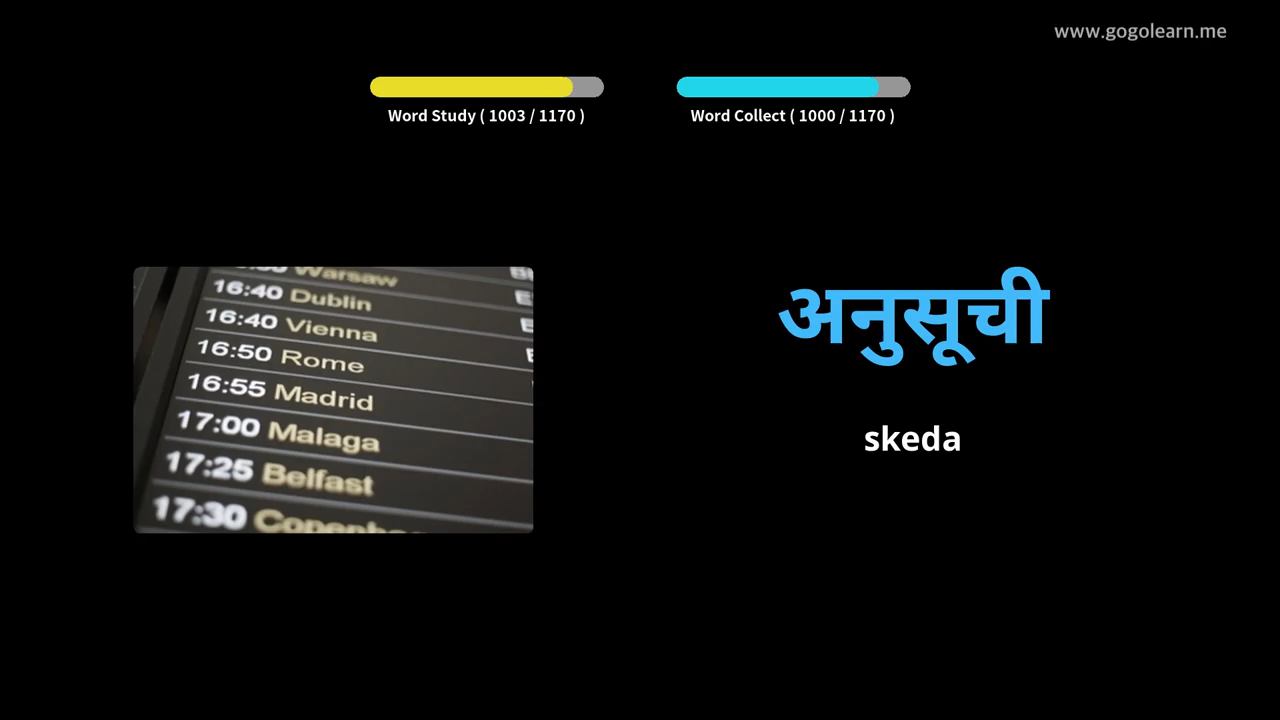 www.gogolearn.me
Word Study ( 1003 / 1170 )
Word Collect ( 1000 / 1170 )
Warsaw
16:40 Dublin
16:40 Vienna
16:50 Rome
16:55 Madrid
17:00 Malaga
17:25 Belfast
17:30
अनुसूची
skeda